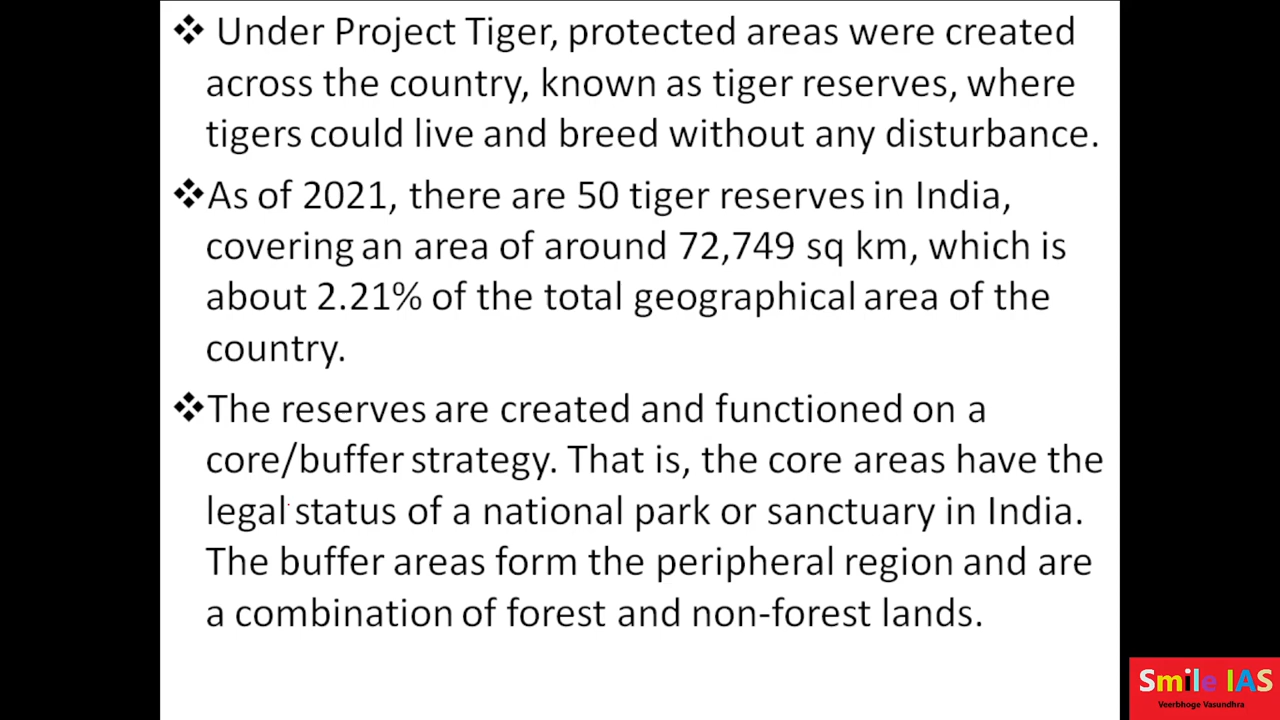 ❖ Under Project Tiger, protected areas were created
across the country, known as tiger reserves, where
tigers could live and breed without any disturbance.
❖As of 2021, there are 50 tiger reserves in India,
covering an area of around 72,749 sq km, which is
about 2.21% of the total geographical area of the
country.
❖The reserves are created and functioned on a
core/buffer strategy. That is, the core areas have the
legal status of a national park or sanctuary in India.
The buffer areas form the peripheral region and are
a combination of forest and non-forest lands.
Smile IAS
Veerbhoge Vasundhra